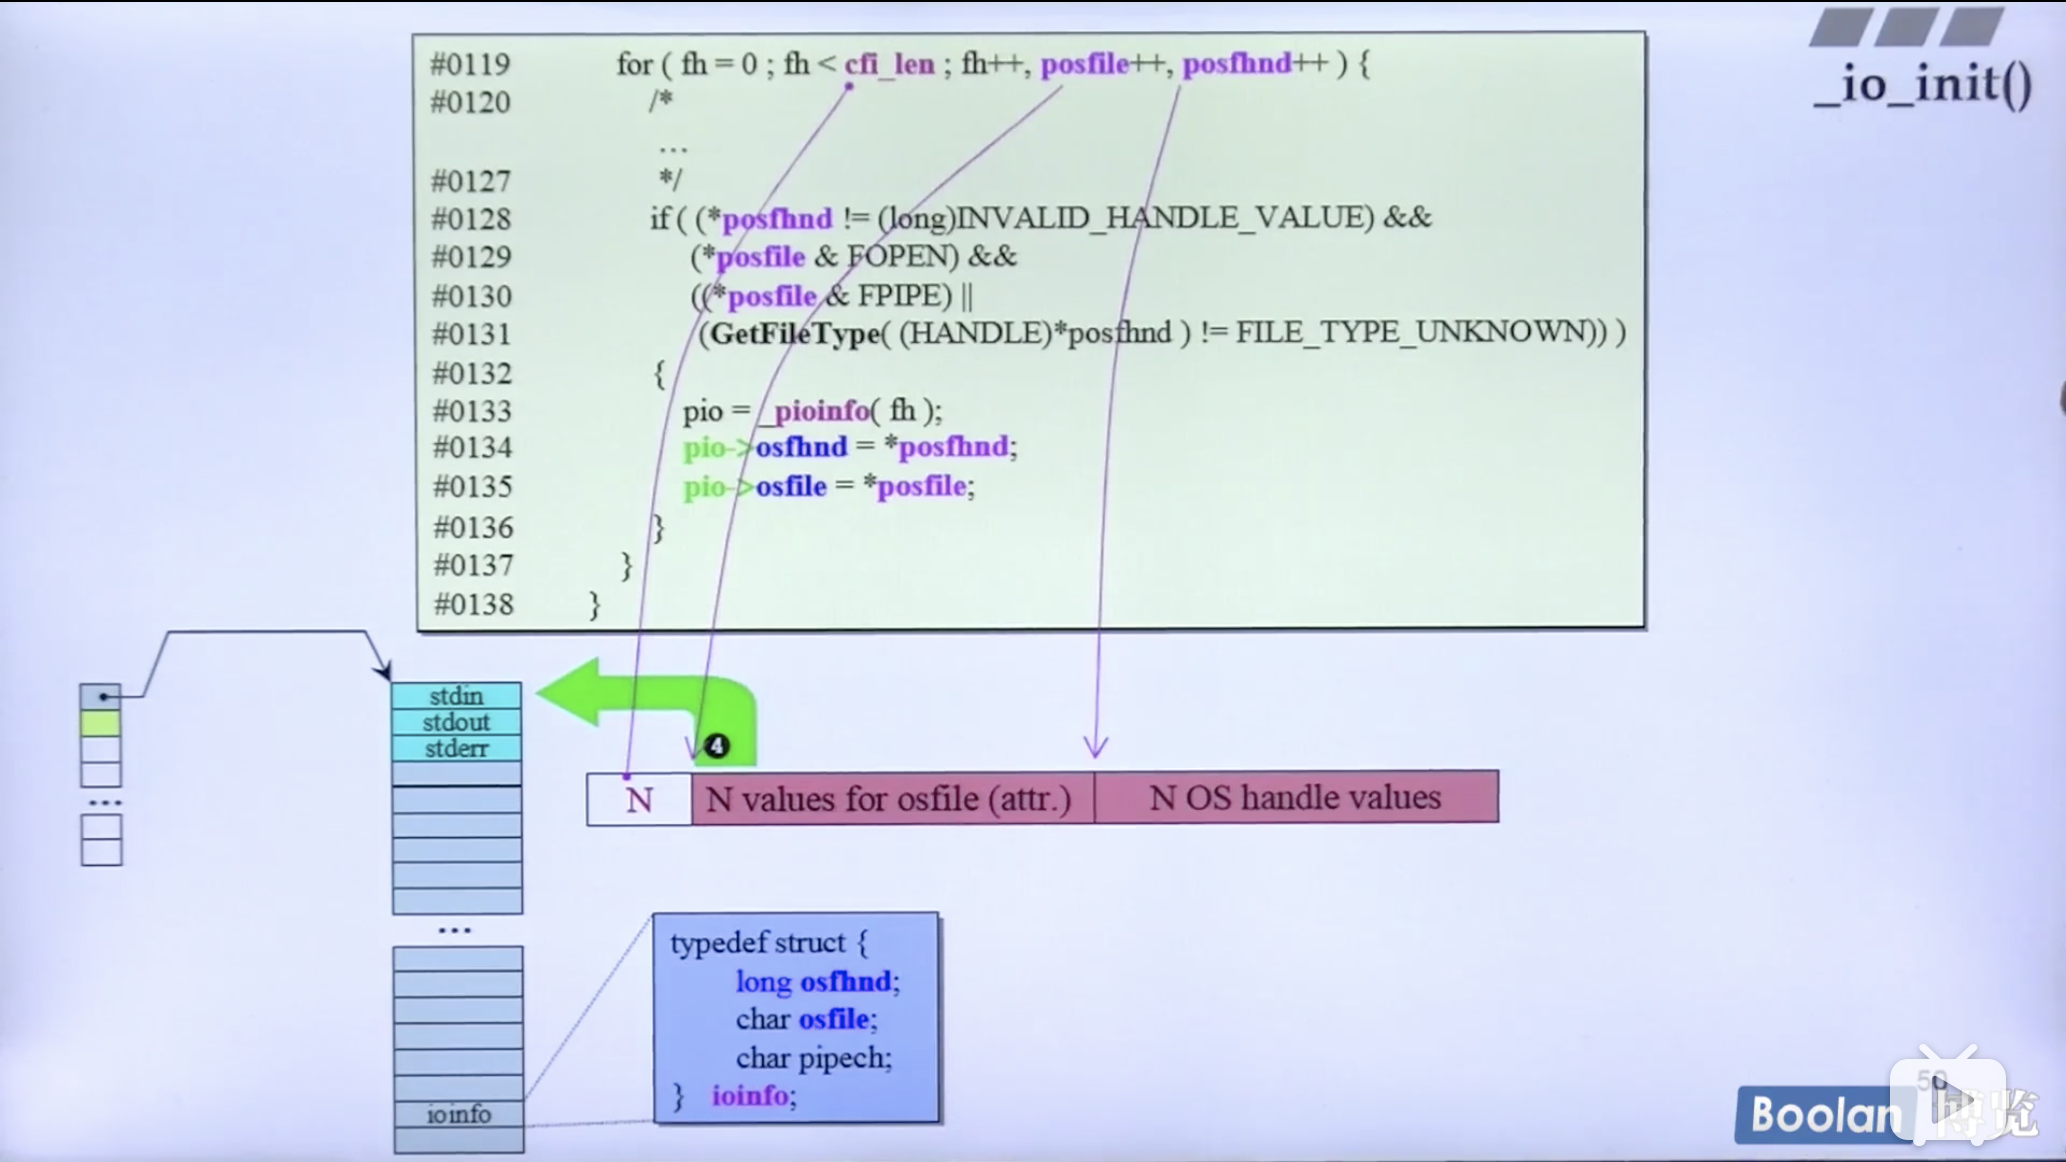 _io_init()
#0119 for ( fh = 0 ; fh < cfi_len ; fh++, posfile++, posfhnd++ ) {
#0120 /*
...
#0127 */
#0128 if ( (*posfhnd != (long)INVALID_HANDLE_VALUE) &&
#0129 (*posfile & FOPEN) &&
#0130 ((*posfile & FPIPE) ||
#0131 (GetFileType( (HANDLE)*posfhnd ) != FILE_TYPE_UNKNOWN)) )
#0132 {
#0133 pio = _pioinfo( fh );
#0134 pio->osfhnd = *posfhnd;
#0135 pio->osfile = *posfile;
#0136 }
#0137 }
#0138 }
stdin
stdout
stderr
...
...
ioinfo
4
N
N values for osfile (attr.)
N OS handle values
typedef struct {
long osfhnd;
char osfile;
char pipech;
} ioinfo;
Boolan 博览